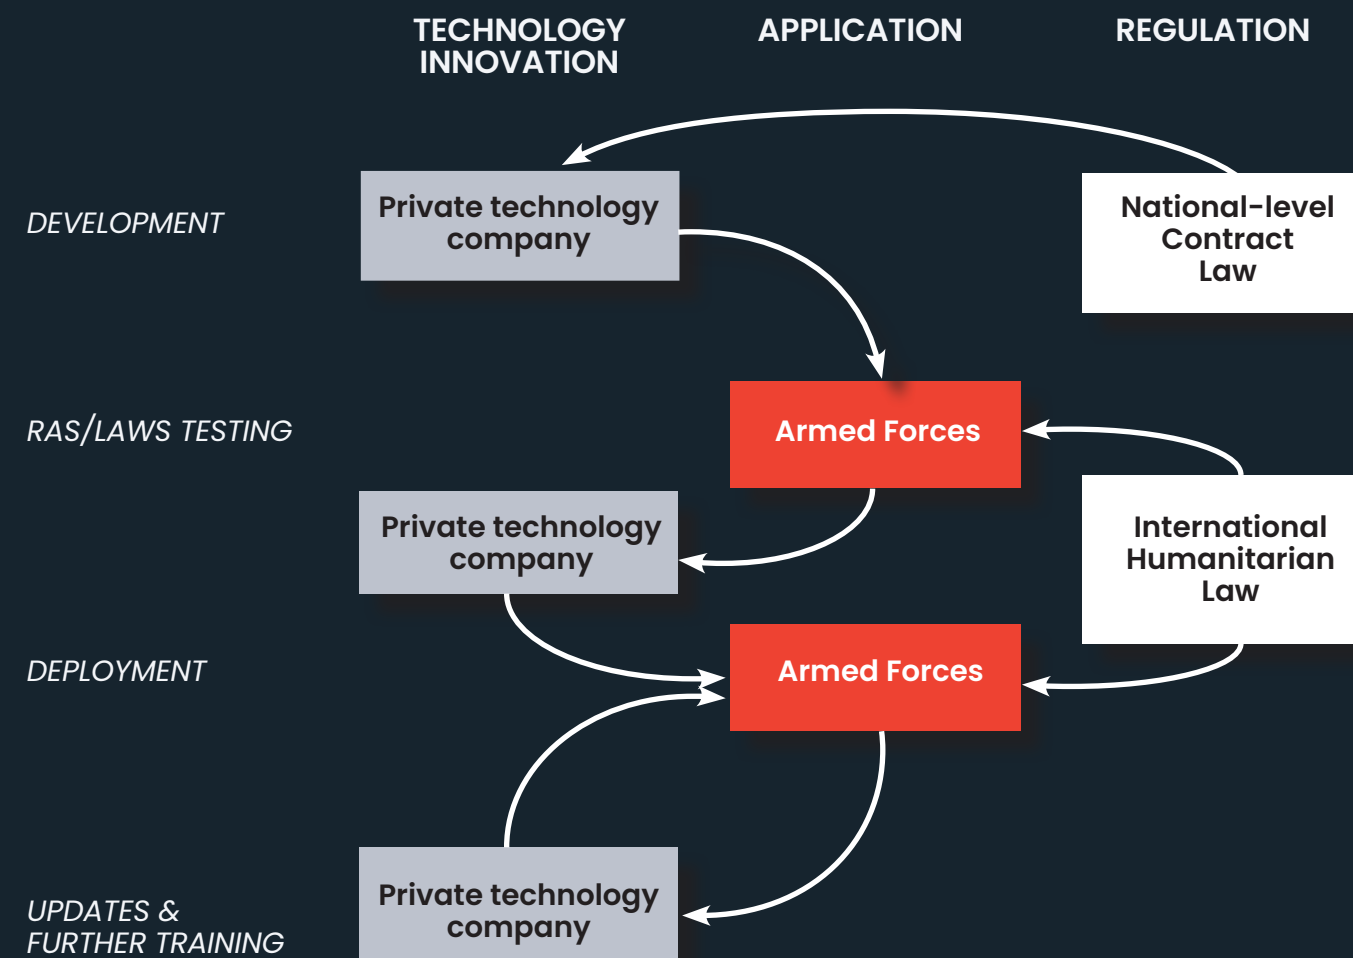 TECHNOLOGY
INNOVATION
APPLICATION
REGULATION
DEVELOPMENT
Private technology
company
National-level
Contract
Law
RAS/LAWS TESTING
Armed Forces
Private technology
company
International
Humanitarian
Law
DEPLOYMENT
Armed Forces
UPDATES &
FURTHER TRAINING
Private technology
company